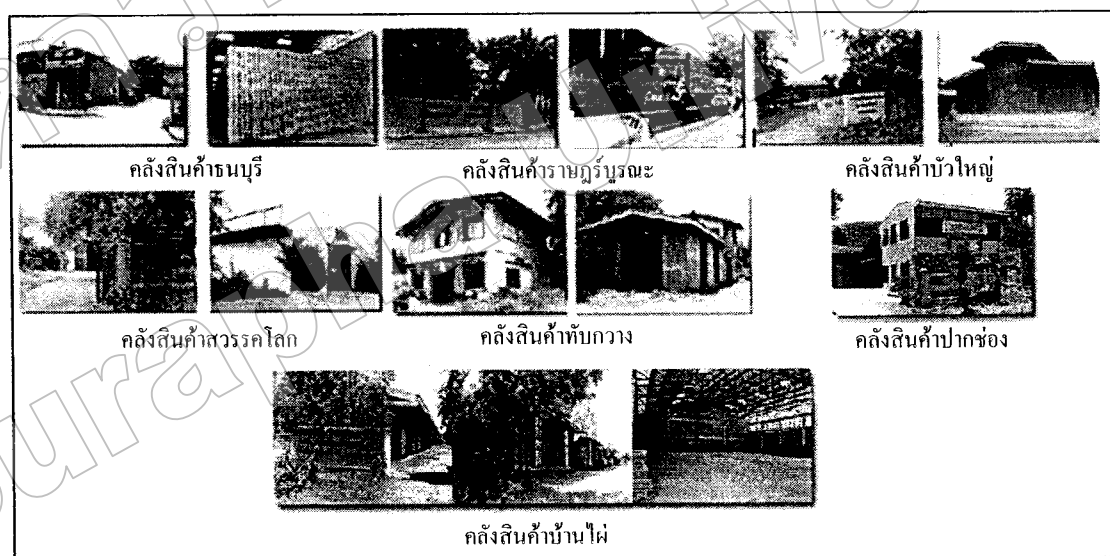 คลังสินค้าธนบุรี คลังสินค้าราษฎร์บูรณะ คลังสินค้าบัวใหญ่
คลังสินค้าสวรรคโลก คลังสินค้าทับกวาง คลังสินค้าปากช่อง
คลังสินค้าบ้านไผ่
Burapha Unive